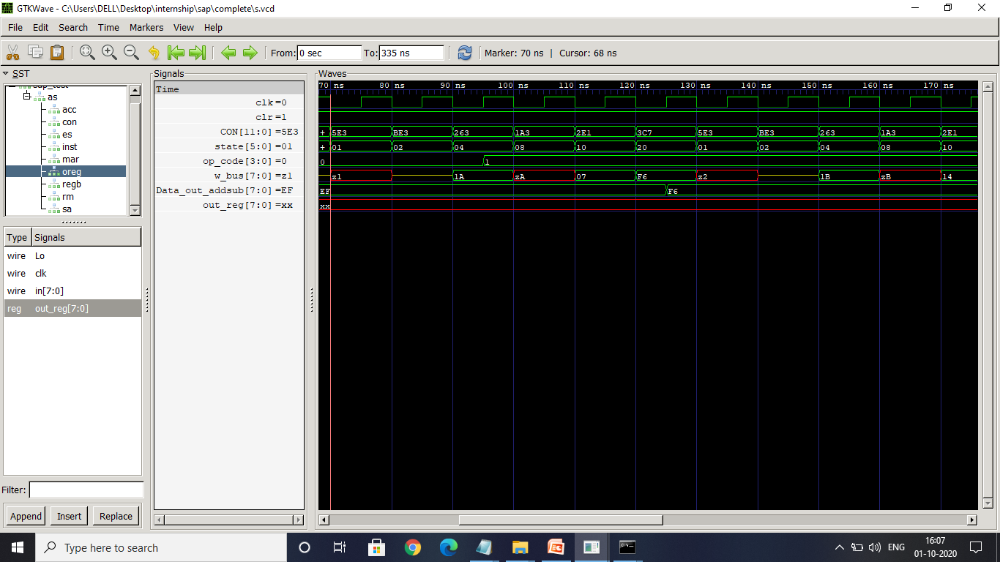 GTKWave - C:\Users\DELL\Desktop\internship\sap\complete\s.vcd
File Edit Search Time Markers View Help
From: 0 sec To: 335 ns Marker: 70 ns | Cursor: 68 ns
SST
sap_test
as
acc
con
es
inst
mar
oreg
regb
rm
sa
Type Signals
wire Lo
wire clk
wire in[7:0]
reg out_reg[7:0]
Filter:
Append Insert Replace
Signals
Time
clk =0
clr =1
CON[11:0] =5E3
state[5:0] =01
op_code[3:0] =0
w_bus[7:0] =z1
Data_out_addsub[7:0] =EF
out_reg[7:0] =xx
Waves
70 ns 80 ns 90 ns 100 ns 110 ns 120 ns 130 ns 140 ns 150 ns 160 ns 170 ns
+ 5E3 BE3 263 1A3 2E1 3C7 5E3 BE3 263 1A3 2E1
+ 01 02 04 08 10 20 01 02 04 08 10
0 1
z1 1A zA 07 F6 z2 1B zB 14
EF F6
xx
Type here to search
ENG
16:07
01-10-2020